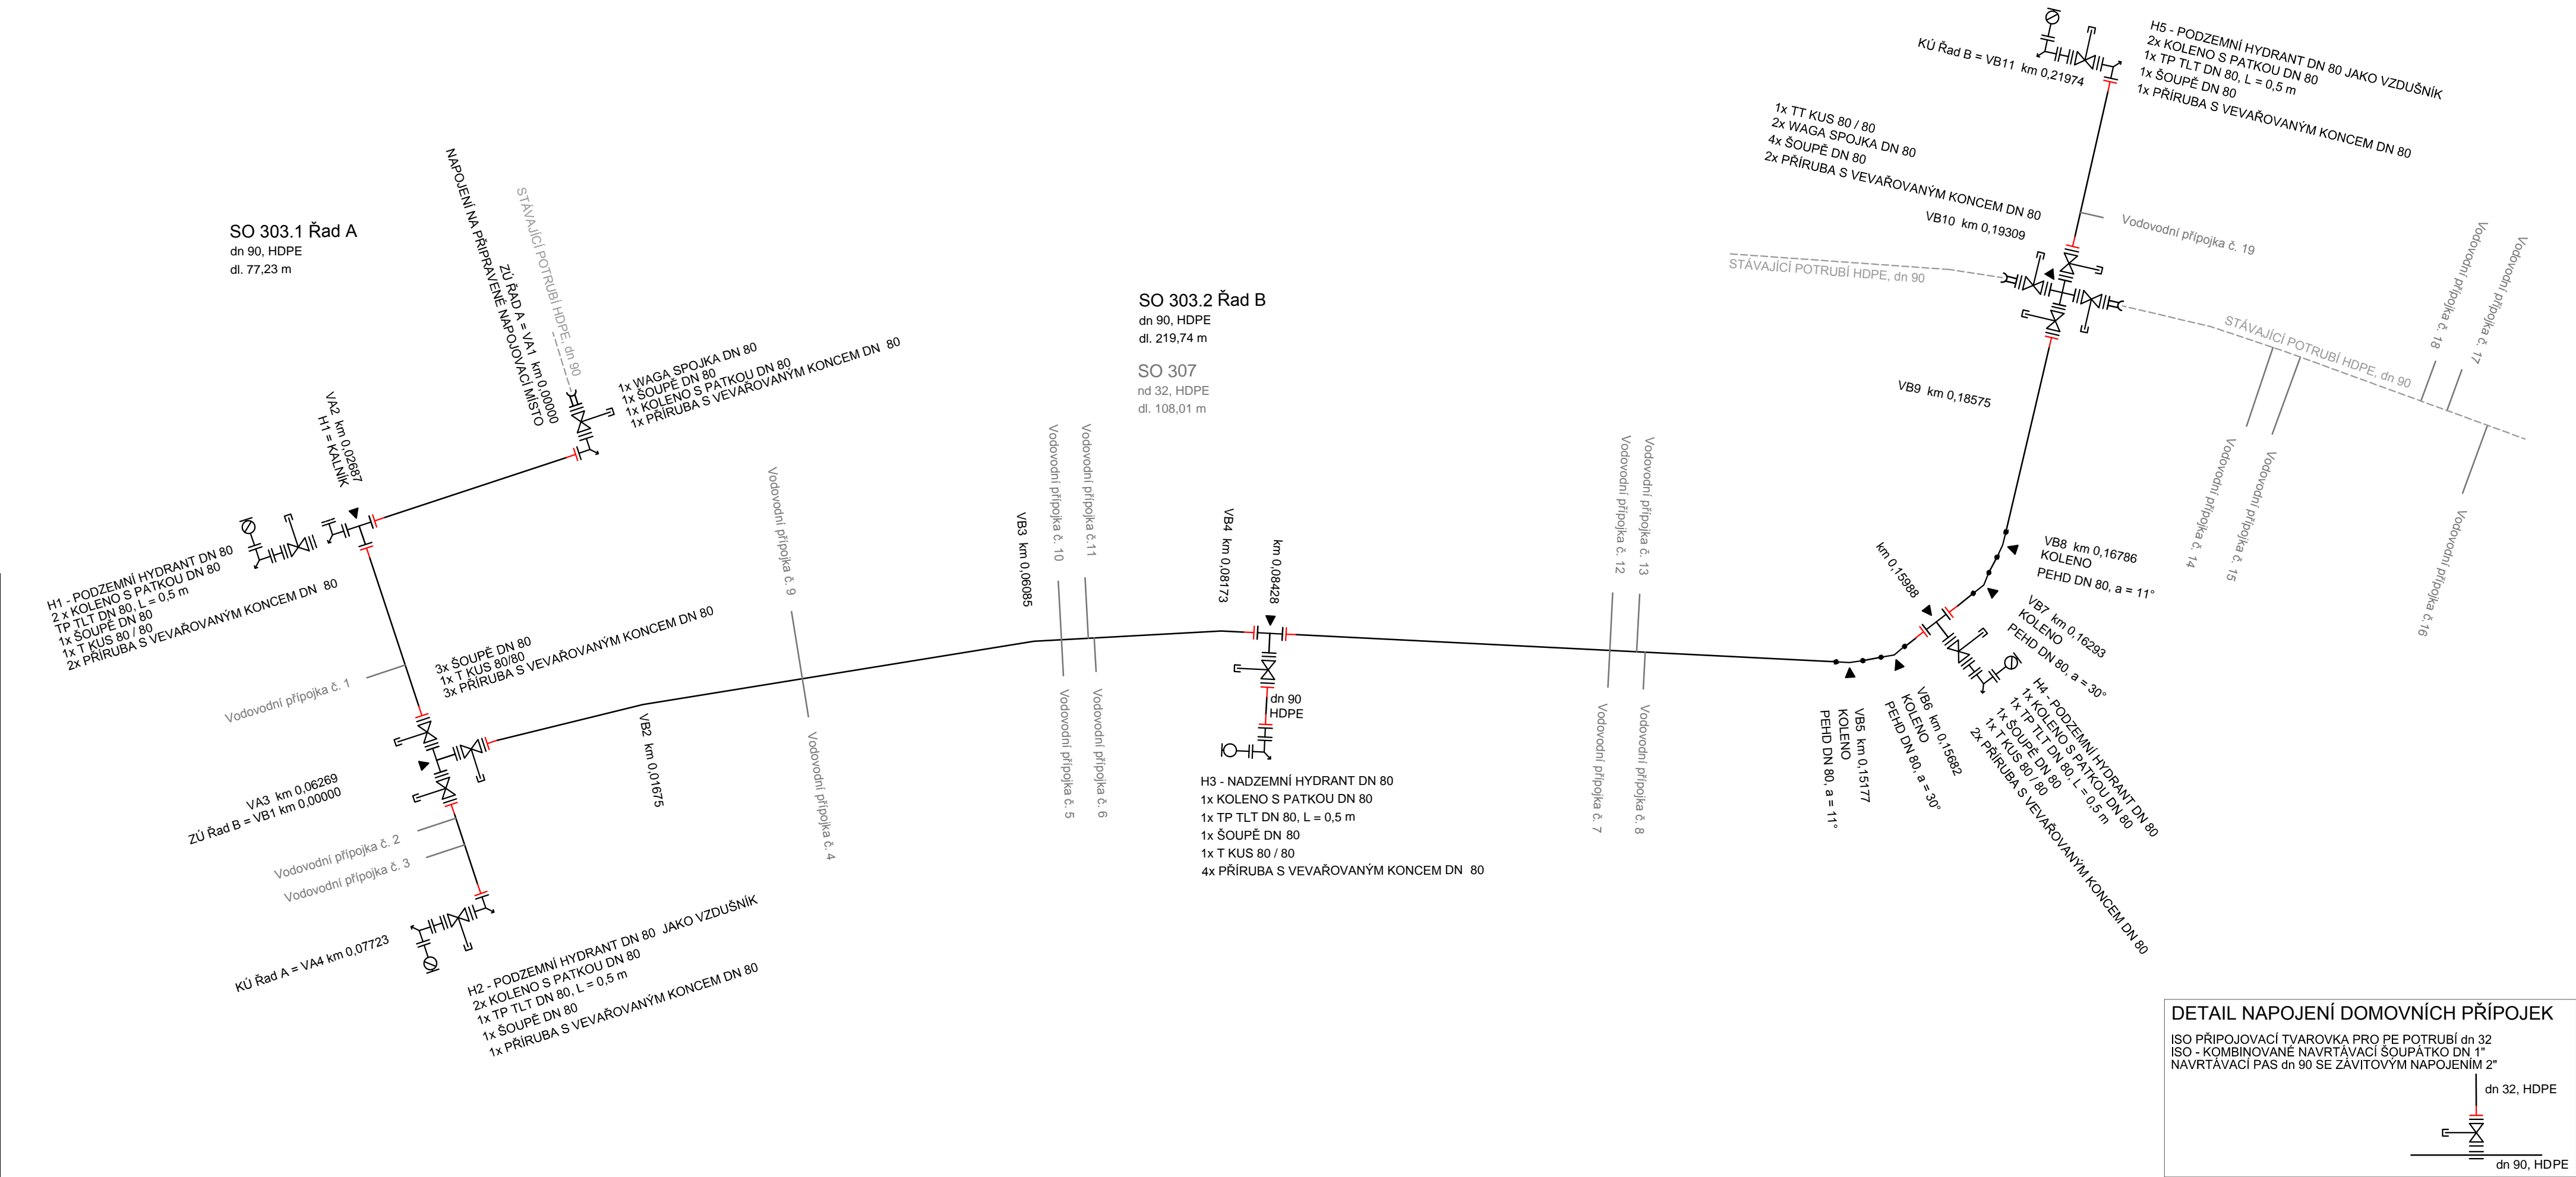 SO 303.1 Řad A
dn 90, HDPE
dl. 77,23 m
NAPOJENÍ NA PŘIPRAVENÉ NAPOJOVACÍ MÍSTO
ZÚ ŘAD A = VA1  km 0,00000
STÁVAJÍCÍ POTRUBÍ HDPE, dn 90
1x WAGA SPOJKA DN 80
1x ŠOUPĚ DN 80
1x KOLENO S PATKOU DN 80
1x PŘÍRUBA S VEVAŘOVANÝM KONCEM DN  80
VA2  km 0,02687
H1 = KALNÍK
H1 - PODZEMNÍ HYDRANT DN 80
2 x KOLENO S PATKOU DN 80
TP TLT DN 80, L = 0,5 m
1x ŠOUPĚ DN 80
1x T KUS 80 / 80
2x PŘÍRUBA S VEVAŘOVANÝM KONCEM DN  80
Vodovodní přípojka č. 1
3x ŠOUPĚ DN 80
1x T KUS 80/80
3x PŘÍRUBA S VEVAŘOVANÝM KONCEM DN 80
VA3  km 0,06269
ZÚ Řad B = VB1 km 0,00000
Vodovodní přípojka č. 2
Vodovodní přípojka č. 3
KÚ Řad A = VA4 km 0,07723
H2 - PODZEMNÍ HYDRANT DN 80  JAKO VZDUŠNÍK
2x KOLENO S PATKOU DN 80
1x TP TLT DN 80, L = 0,5 m
1x ŠOUPĚ DN 80
1x PŘÍRUBA S VEVAŘOVANÝM KONCEM DN 80
VB2  km 0,01675
Vodovodní přípojka č. 9
Vodovodní přípojka č. 4
SO 303.2 Řad B
dn 90, HDPE
dl. 219,74 m
SO 307
nd 32, HDPE
dl. 108,01 m
VB3  km 0,06085
Vodovodní přípojka č. 10
Vodovodní přípojka č.11
Vodovodní přípojka č. 5
Vodovodní přípojka č. 6
VB4  km 0,08173
km 0,08428
dn 90
HDPE
H3 - NADZEMNÍ HYDRANT DN 80
1x KOLENO S PATKOU DN 80
1x TP TLT DN 80, L = 0,5 m
1x ŠOUPĚ DN 80
1x T KUS 80 / 80
4x PŘÍRUBA S VEVAŘOVANÝM KONCEM DN  80
Vodovodní přípojka č. 12
Vodovodní přípojka č. 13
Vodovodní přípojka č. 7
Vodovodní přípojka č. 8
VB5  km 0,15177
KOLENO
PEHD DN 80, a = 11°
VB6  km 0,15682
KOLENO
PEHD DN 80, a = 30°
km 0,15988
H4 - PODZEMNÍ HYDRANT DN 80
1x KOLENO S PATKOU DN 80
1x TP TLT DN 80, L = 0,5 m
1x ŠOUPĚ DN 80
1x T KUS 80 / 80
2x PŘÍRUBA S VEVAŘOVANÝM KONCEM DN 80
VB7  km 0,16293
KOLENO
PEHD DN 80, a = 30°
VB8  km 0,16786
KOLENO
PEHD DN 80, a = 11°
VB9  km 0,18575
STÁVAJÍCÍ POTRUBÍ HDPE, dn 90
VB10  km 0,19309
1x TT KUS 80 / 80
2x WAGA SPOJKA DN 80
4x ŠOUPĚ DN 80
2x PŘÍRUBA S VEVAŘOVANÝM KONCEM DN 80
KÚ Řad B = VB11  km 0,21974
H5 - PODZEMNÍ HYDRANT DN 80 JAKO VZDUŠNÍK
2x KOLENO S PATKOU DN 80
1x TP TLT DN 80, L = 0,5 m
1x ŠOUPĚ DN 80
1x PŘÍRUBA S VEVAŘOVANÝM KONCEM DN 80
Vodovodní přípojka č. 19
STÁVAJÍCÍ POTRUBÍ HDPE, dn 90
Vodovodní přípojka č. 18
Vodovodní přípojka č. 17
Vodovodní přípojka č. 14
Vodovodní přípojka č. 15
Vodovodní přípojka č.16
DETAIL NAPOJENÍ DOMOVNÍCH PŘÍPOJEK
ISO PŘIPOJOVACÍ TVAROVKA PRO PE POTRUBÍ dn 32
ISO - KOMBINOVANÉ NAVRTÁVACÍ ŠOUPÁTKO DN 1"
NAVRTÁVACÍ PAS dn 90 SE ZÁVITOVÝM NAPOJENÍM 2"
dn 32, HDPE
dn 90, HDPE